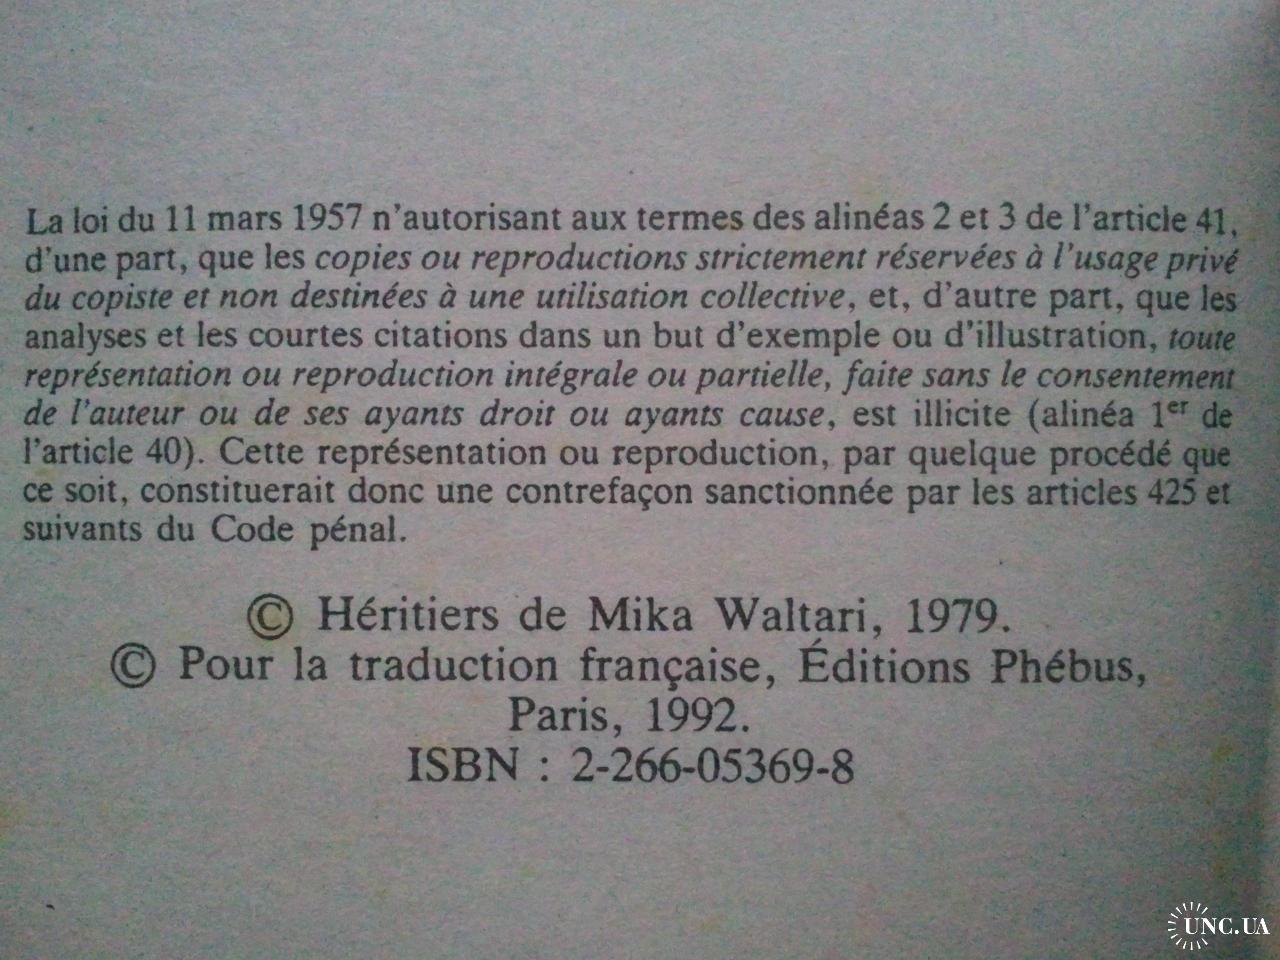 La loi du 11 mars 1957 n'autorisant aux termes des alinéas 2 et 3 de l'article 41,
d'une part, que les copies ou reproductions strictement réservées à l'usage privé
du copiste et non destinées à une utilisation collective, et, d'autre part, que les
analyses et les courtes citations dans un but d'exemple ou d'illustration, toute
représentation ou reproduction intégrale ou partielle, faite sans le consentement
de l'auteur ou de ses ayants droit ou ayants cause, est illicite (alinéa 1er de
l'article 40). Cette représentation ou reproduction, par quelque procédé que
ce soit, constituerait donc une contrefaçon sanctionnée par les articles 425 et
suivants du Code pénal.
© Héritiers de Mika Waltari, 1979.
© Pour la traduction française, Éditions Phébus,
Paris, 1992.
ISBN : 2-266-05369-8
UNC.UA